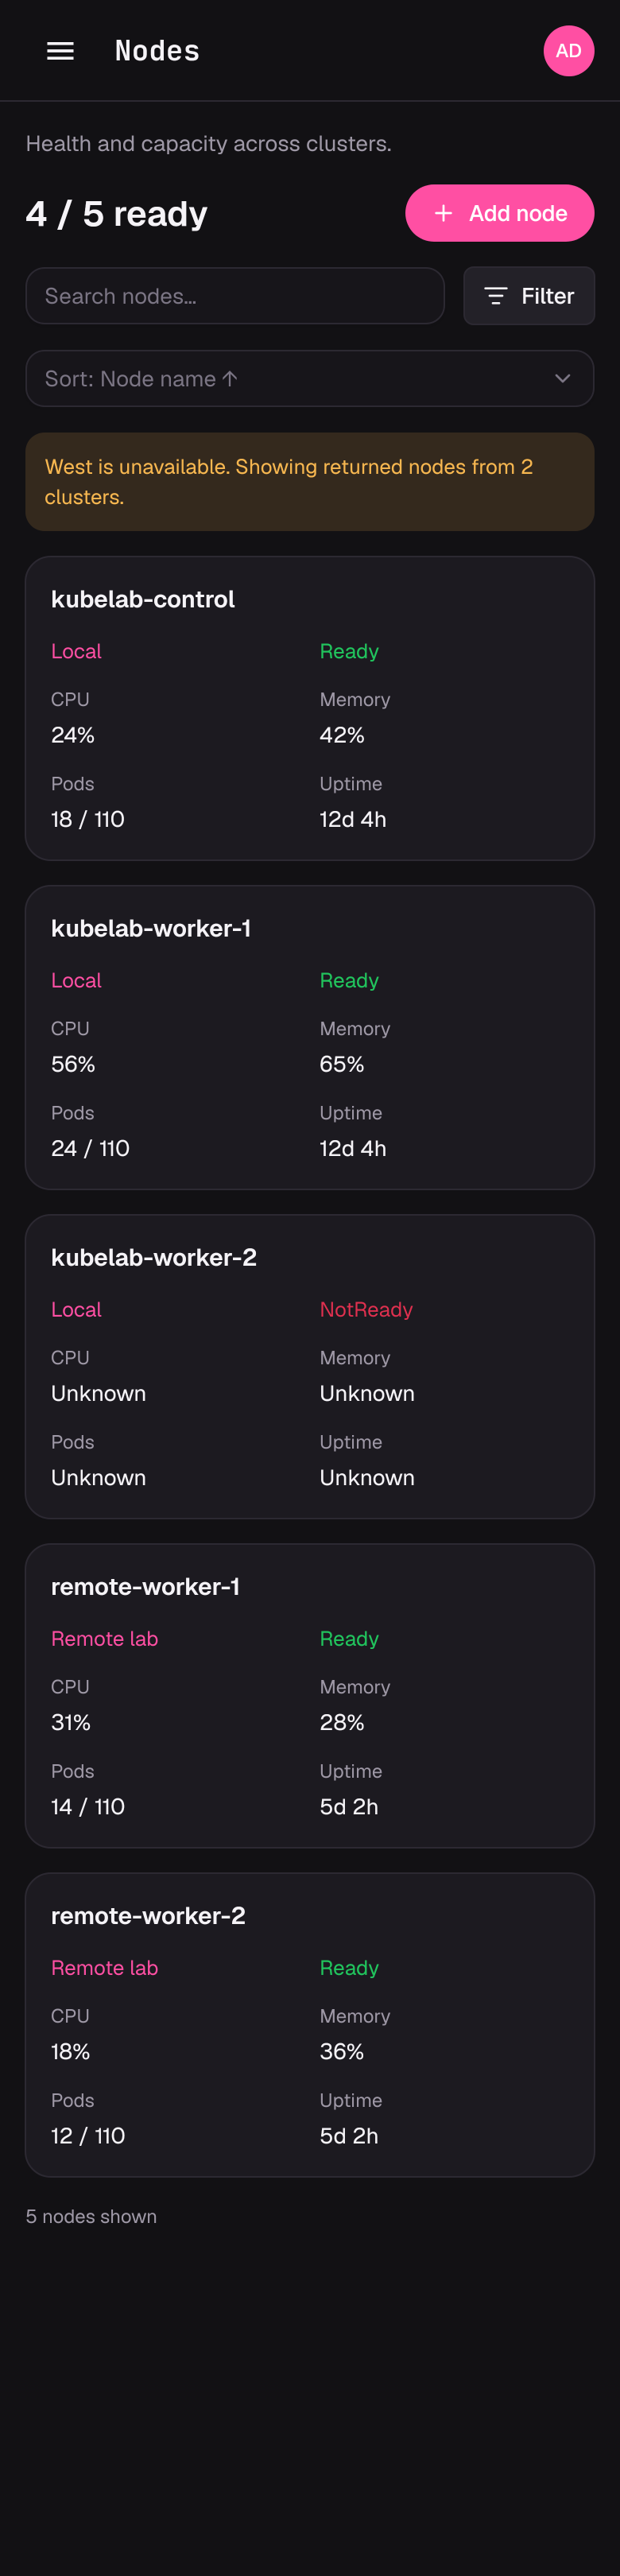 Nodes
AD
Health and capacity across clusters.
4 / 5 ready
+ Add node
Search nodes...
Filter
Sort: Node name ↑
West is unavailable. Showing returned nodes from 2
clusters.
kubelab-control
Local Ready
CPU Memory
24% 42%
Pods Uptime
18 / 110 12d 4h
kubelab-worker-1
Local Ready
CPU Memory
56% 65%
Pods Uptime
24 / 110 12d 4h
kubelab-worker-2
Local NotReady
CPU Memory
Unknown Unknown
Pods Uptime
Unknown Unknown
remote-worker-1
Remote lab Ready
CPU Memory
31% 28%
Pods Uptime
14 / 110 5d 2h
remote-worker-2
Remote lab Ready
CPU Memory
18% 36%
Pods Uptime
12 / 110 5d 2h
5 nodes shown